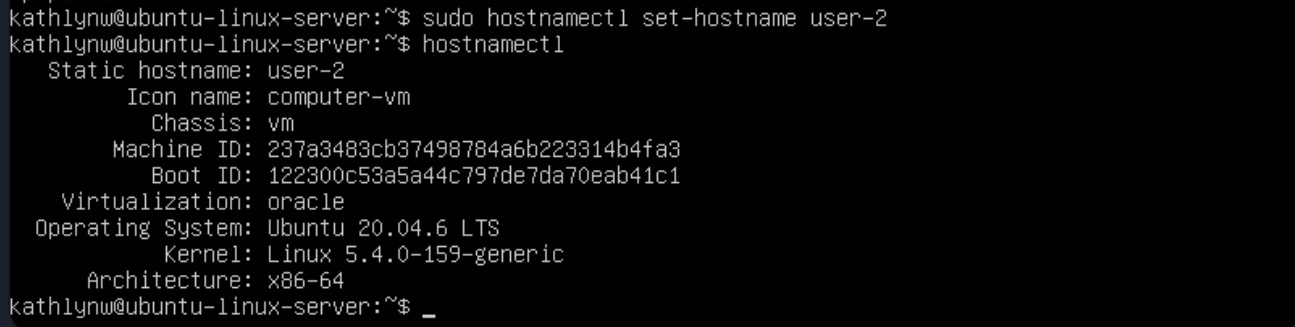 kathlynw@ubuntu-linux-server:~$ sudo hostnamectl set-hostname user-2
kathlynw@ubuntu-linux-server:~$ hostnamectl
Static hostname: user-2
Icon name: computer-vm
Chassis: vm
Machine ID: 237a3483cb37498784a6b223314b4fa3
Boot ID: 122300c53a5a44c797de7da70eab41c1
Virtualization: oracle
Operating System: Ubuntu 20.04.6 LTS
Kernel: Linux 5.4.0-159-generic
Architecture: x86-64
kathlynw@ubuntu-linux-server:~$ _